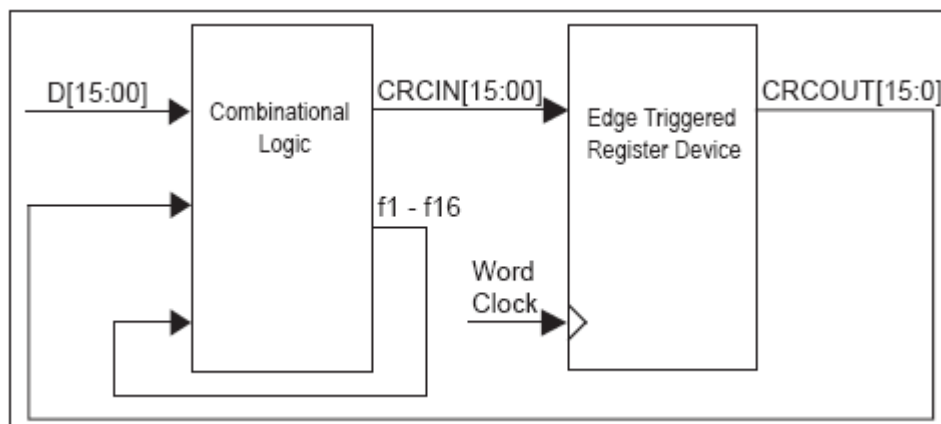 D[15:00]
Combinational
Logic
CRCIN[15:00]
f1 - f16
Edge Triggered
Register Device
Word
Clock
CRCOUT[15:0]